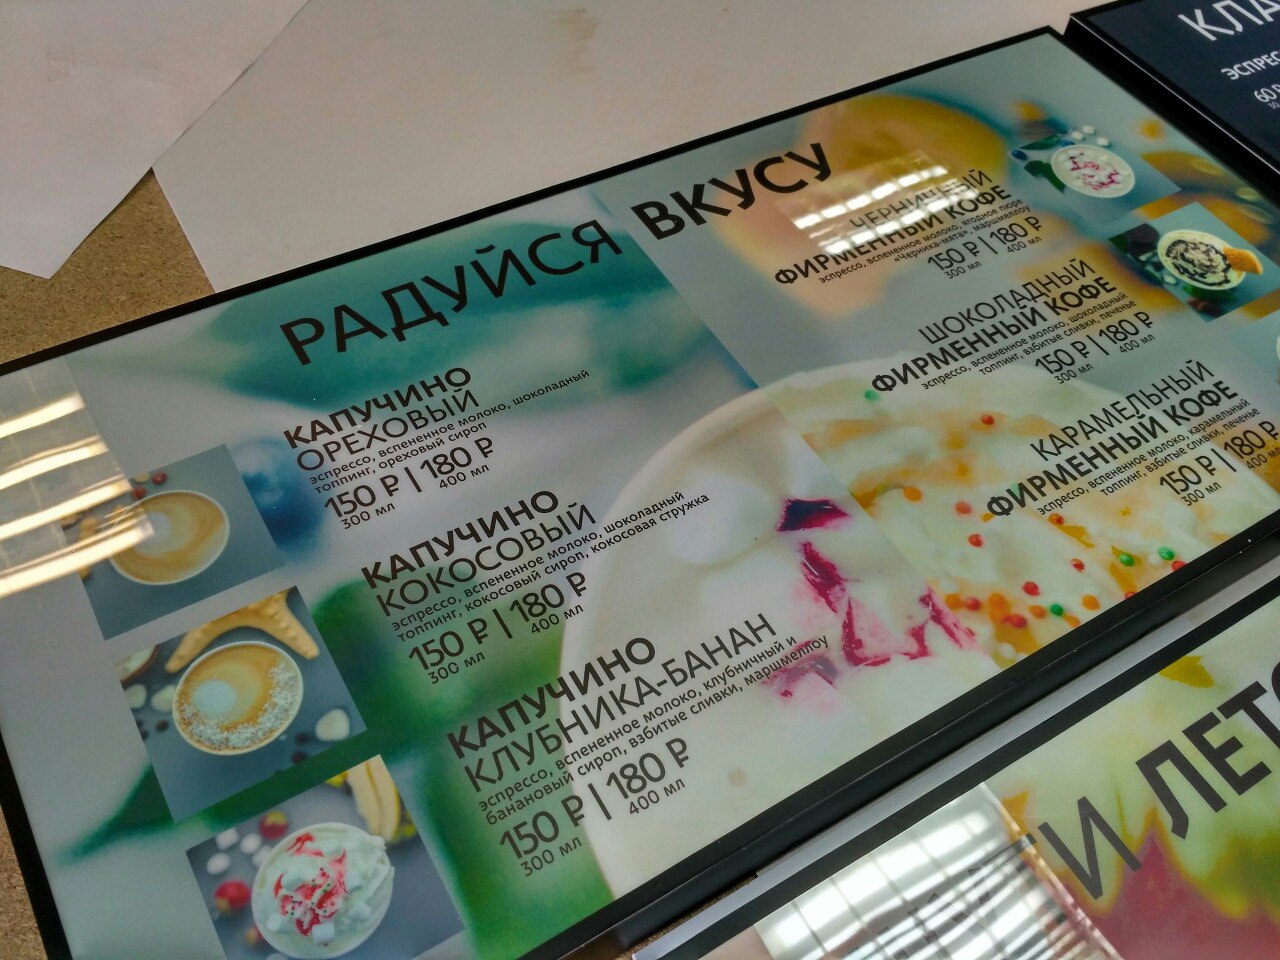 РАДУЙСЯ ВКУСУ
КАПУЧИНО
ОРЕХОВЫЙ
эспрессо, вспененное молоко, шоколадный
топпинг, ореховый сироп
150 ₽ | 180 ₽
300 мл 400 мл
КАПУЧИНО
КОКОСОВЫЙ
эспрессо, вспененное молоко, шоколадный
топпинг, кокосовый сироп, кокосовая стружка
150 ₽ | 180 ₽
300 мл 400 мл
КАПУЧИНО
КЛУБНИКА-БАНАН
эспрессо, вспененное молоко, клубничный и
банановый сироп, взбитые сливки, маршмеллоу
150 ₽ | 180 ₽
300 мл 400 мл
ЧЕРНИЧНЫЙ
ФИРМЕННЫЙ КОФЕ
эспрессо, вспененное молоко, ягодное пюре
«Черника-мята», маршмеллоу
150 ₽ | 180 ₽
300 мл 400 мл
ШОКОЛАДНЫЙ
ФИРМЕННЫЙ КОФЕ
эспрессо, вспененное молоко, шоколадный
топпинг, взбитые сливки, печенье
150 ₽ | 180 ₽
300 мл 400 мл
КАРАМЕЛЬНЫЙ
ФИРМЕННЫЙ КОФЕ
эспрессо, вспененное молоко, карамельный
топпинг, взбитые сливки, печенье
150 ₽ | 180 ₽
300 мл 400 мл
КЛА
ЭСПРЕС
60
И ЛЕТО